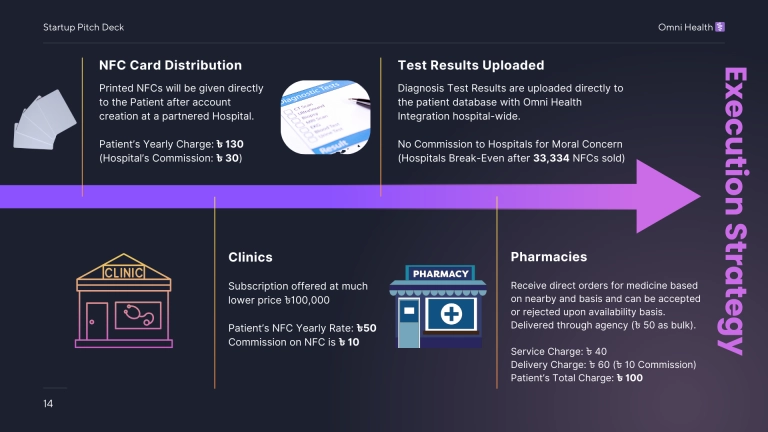 Startup Pitch Deck
Omni Health
NFC Card Distribution
Printed NFCs will be given directly
to the Patient after account
creation at a partnered Hospital.
Patient's Yearly Charge: ৳ 130
(Hospital's Commission: ৳ 30)
Diagnostic Tests
Result
Test Results Uploaded
Diagnosis Test Results are uploaded directly to
the patient database with Omni Health
Integration hospital-wide.
No Commission to Hospitals for Moral Concern
(Hospitals Break-Even after 33,334 NFCs sold)
Execution Strategy
CLINIC
Clinics
Subscription offered at much
lower price ৳100,000
Patient's NFC Yearly Rate: ৳50
Commission on NFC is ৳ 10
PHARMACY
Pharmacies
Receive direct orders for medicine based
on nearby and basis and can be accepted
or rejected upon availability basis.
Delivered through agency (৳ 50 as bulk).
Service Charge: ৳ 40
Delivery Charge: ৳ 60 (৳ 10 Commission)
Patient's Total Charge: ৳ 100
14